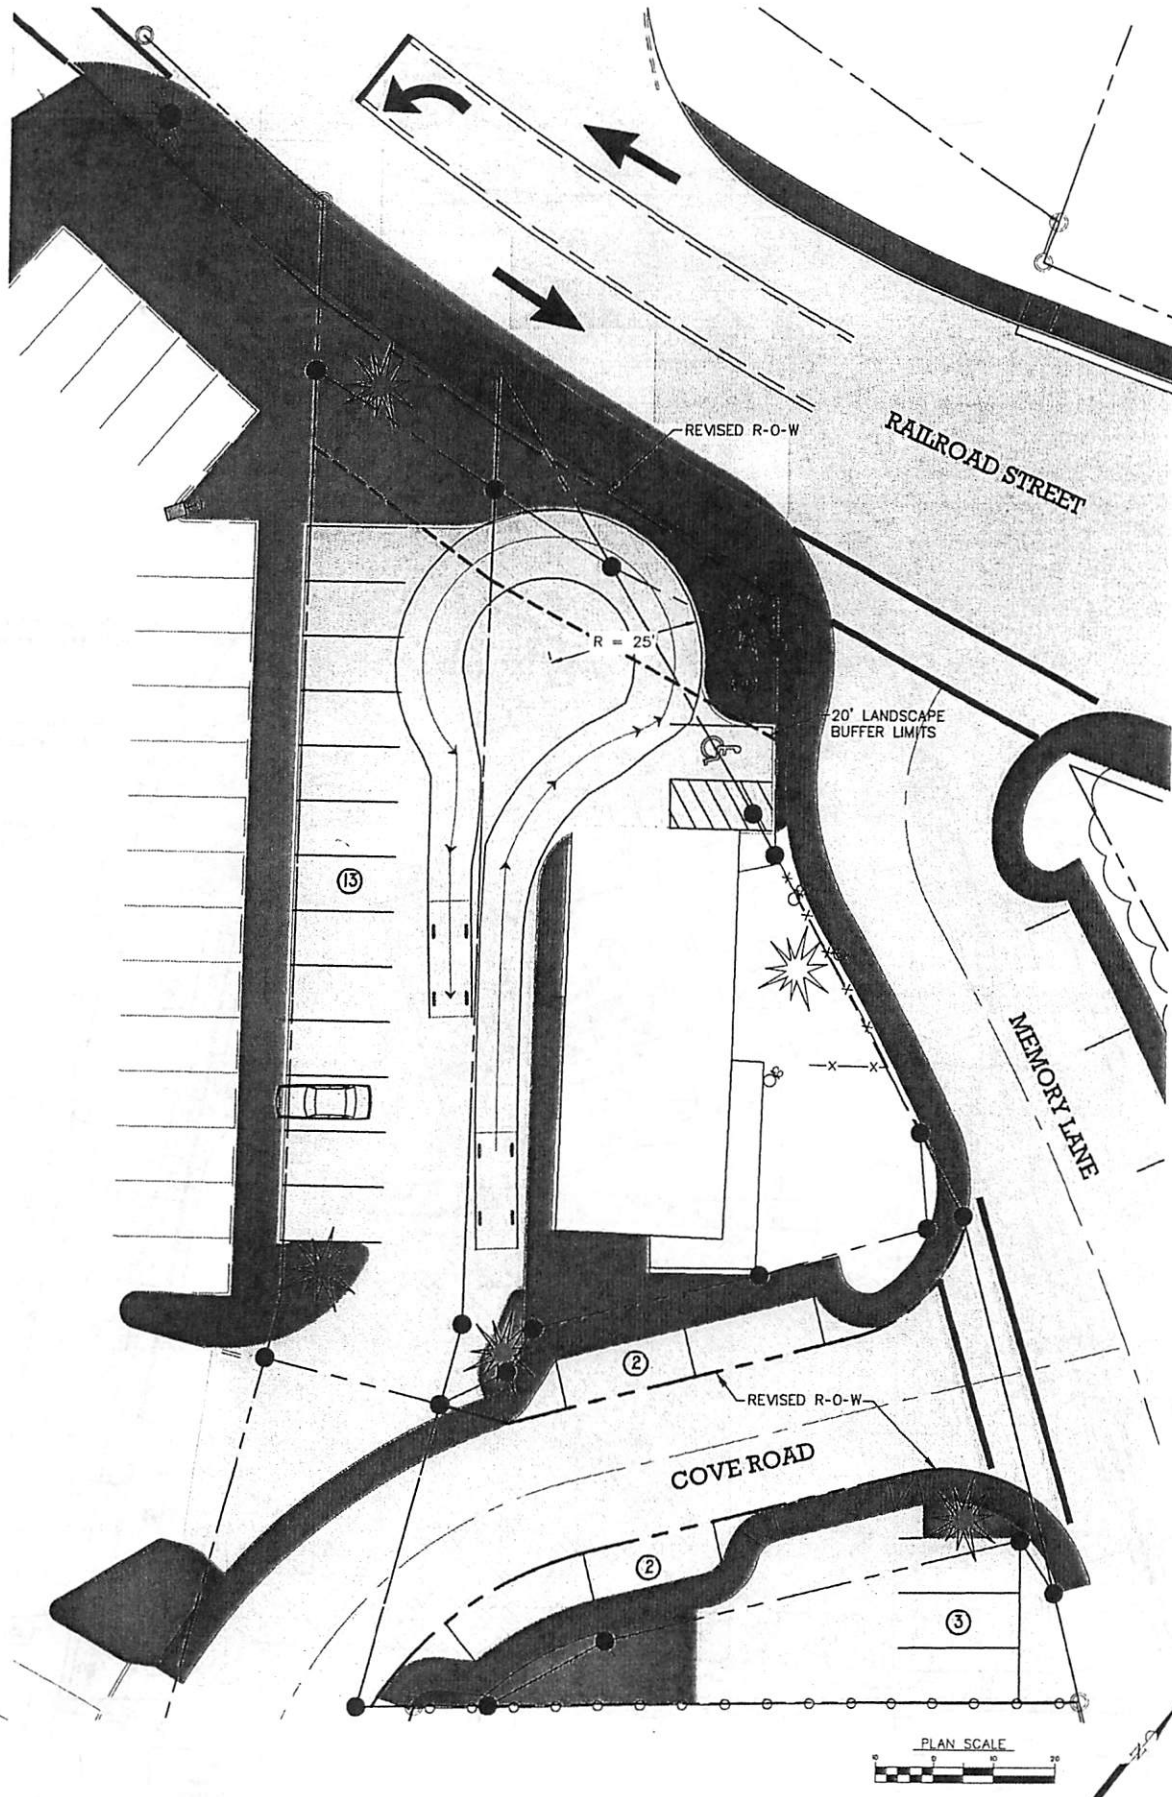 RAILROAD STREET
REVISED R-O-W
R = 25'
20' LANDSCAPE
BUFFER LIMITS
13
MEMORY LANE
2
REVISED R-O-W
COVE ROAD
2
3
PLAN SCALE
10 0 10 20